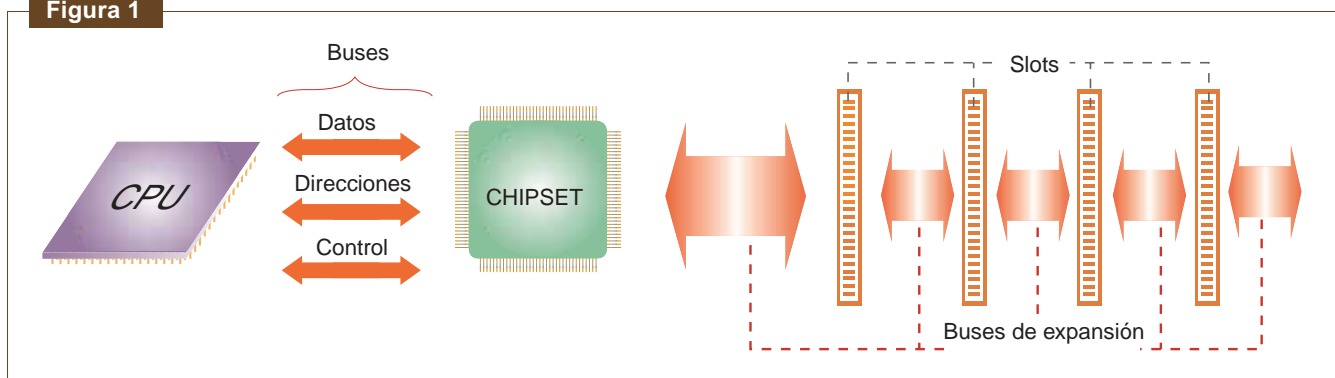 Figura 1
Buses
Slots
Datos
Direcciones
Control
CPU
CHIPSET
Buses de expansión